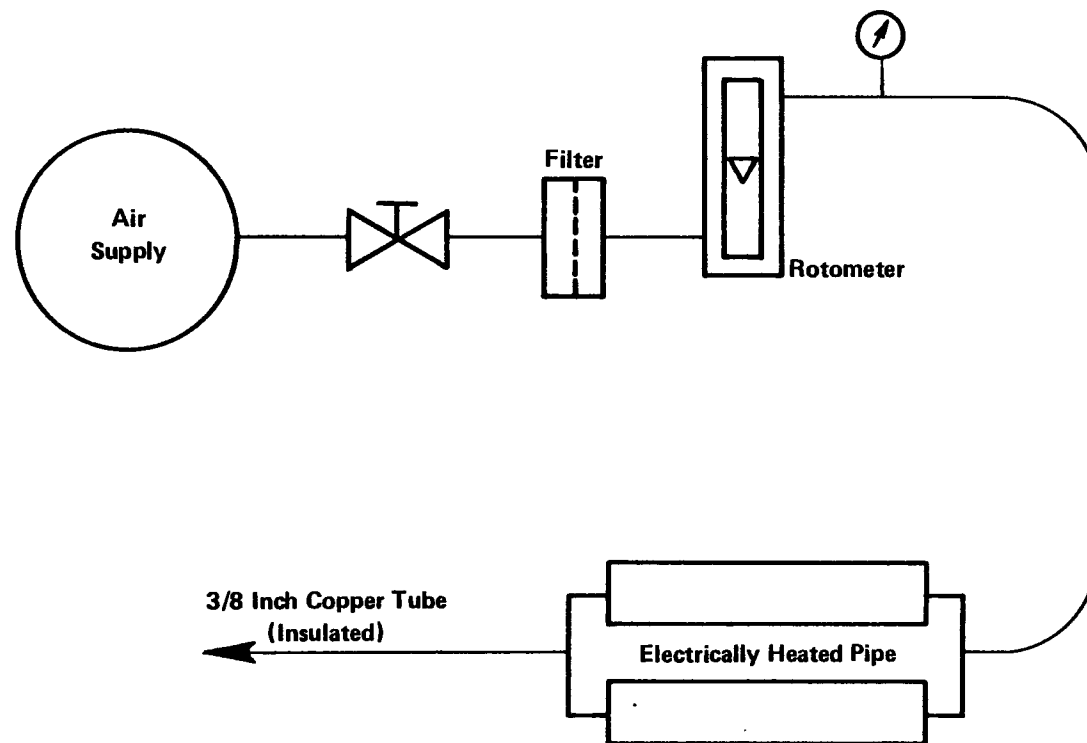 Air
Supply
Filter
Rotometer
3/8 Inch Copper Tube
(Insulated)
Electrically Heated Pipe